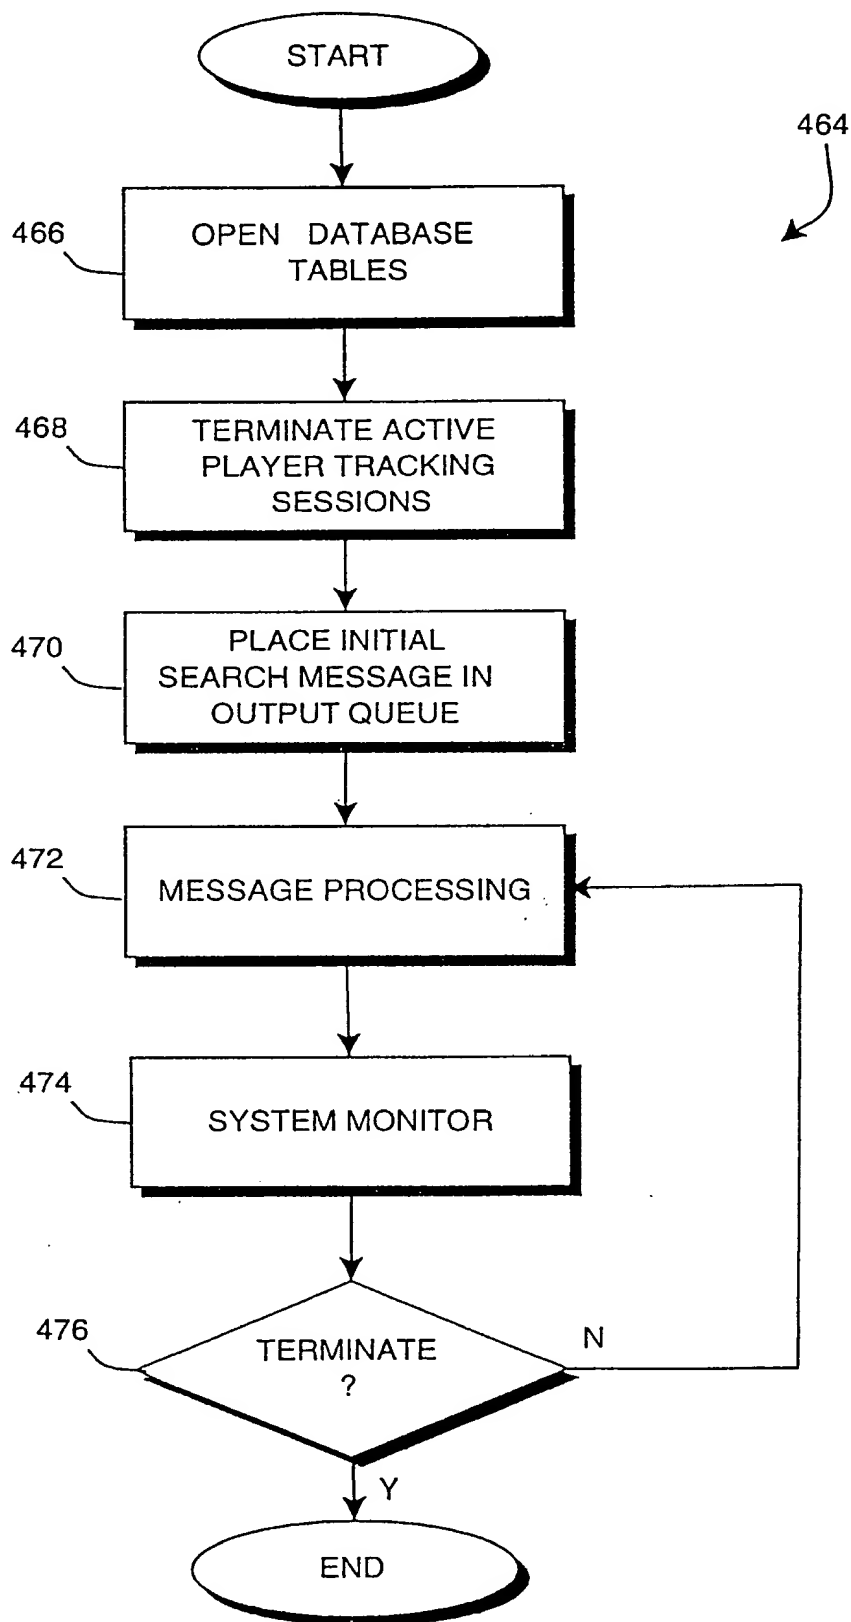 START
464
466
OPEN DATABASE
TABLES
468
TERMINATE ACTIVE
PLAYER TRACKING
SESSIONS
470
PLACE INITIAL
SEARCH MESSAGE IN
OUTPUT QUEUE
472
MESSAGE PROCESSING
474
SYSTEM MONITOR
476
TERMINATE
?
N
Y
END